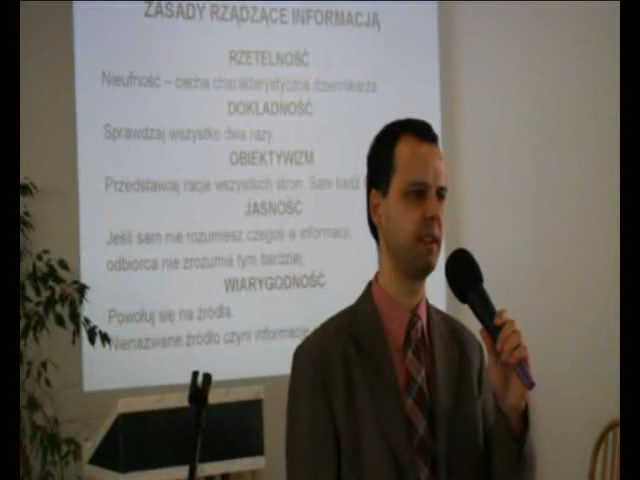 ZASADY RZĄDZĄCE INFORMACJĄ
RZETELNOŚĆ
Nieufność – cecha charakterystyczna dziennikarza
DOKŁADNOŚĆ
Sprawdzaj wszystko dwa razy
OBIEKTYWIZM
Przedstawiaj racje wszystkich stron. Sam bądź
JASNOŚĆ
Jeśli sam nie rozumiesz czegoś w informacji,
odbiorca nie zrozumie tym bardziej
WIARYGODNOŚĆ
Powołuj się na źródła.
Nienazwane źródło czyni informację